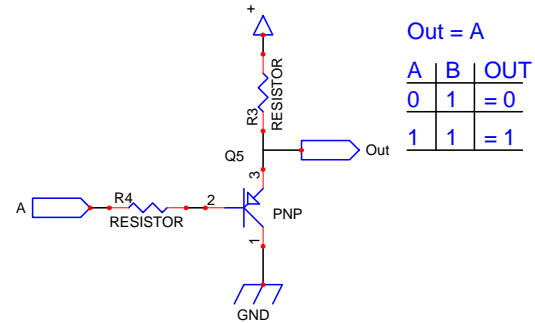 +
Out = A
A B OUT
0 1 = 0
1 1 = 1
R3
RESISTOR
Out
Q5
3
A
R4
RESISTOR
2
PNP
1
GND